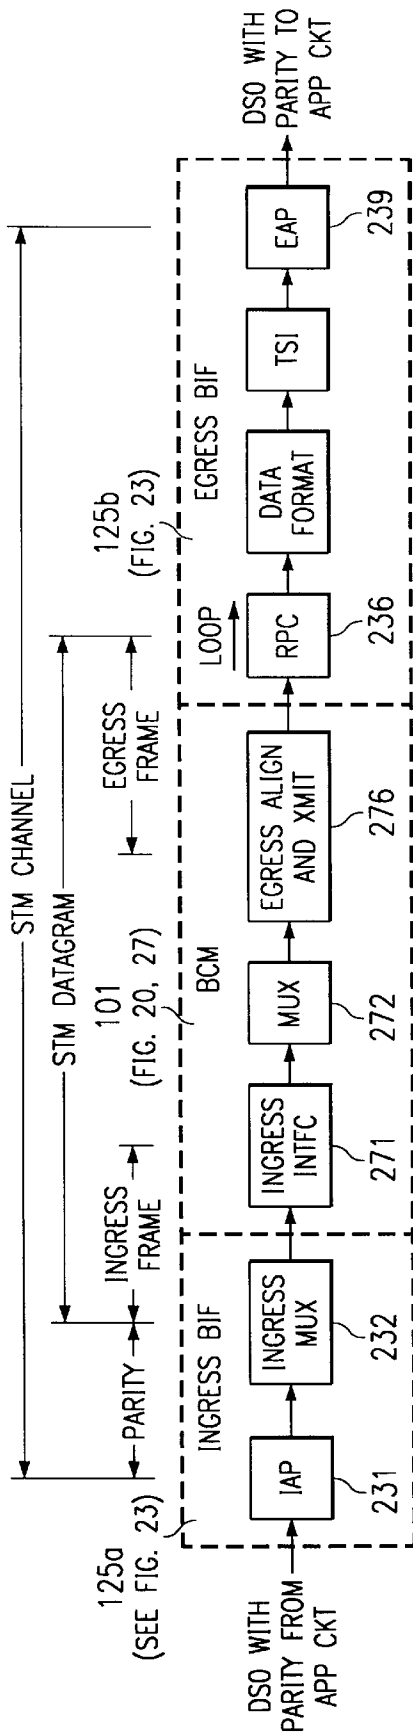 STM CHANNEL
STM DATAGRAM
PARITY
INGRESS
FRAME
EGRESS
FRAME
125a
(SEE FIG. 23)
101
(FIG. 20, 27)
125b
(FIG. 23)
INGRESS BIF
BCM
EGRESS BIF
LOOP
DSO WITH
PARITY FROM
APP CKT
IAP
231
INGRESS
MUX
232
INGRESS
INTFC
271
MUX
272
EGRESS ALIGN
AND XMIT
276
RPC
236
DATA
FORMAT
TSI
EAP
239
DSO WITH
PARITY TO
APP CKT